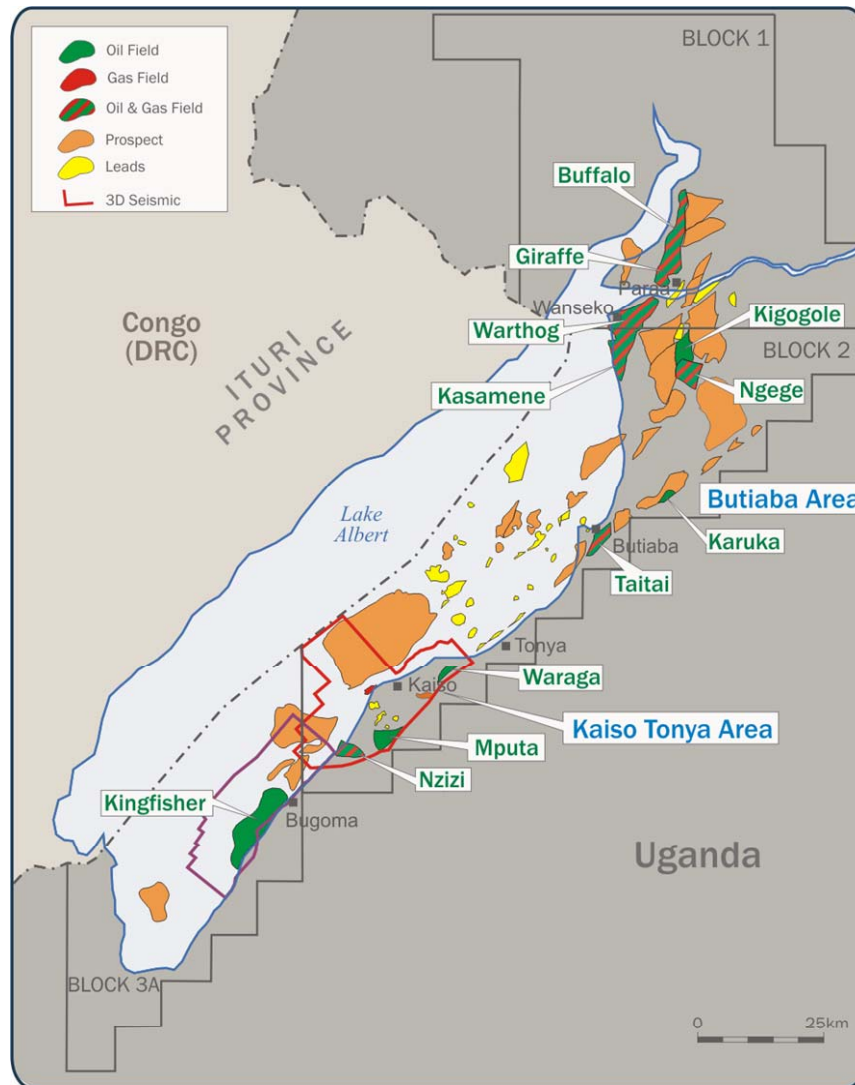 Oil Field
Gas Field
Oil & Gas Field
Prospect
Leads
3D Seismic
BLOCK 1
Buffalo
Giraffe
Paraa
Wanseko
Warthog
Kigogole
BLOCK 2
Congo
(DRC)
ITURI
PROVINCE
Kasamene
Ngege
Lake
Albert
Butiaba Area
Butiaba
Karuka
Taitai
Tonya
Waraga
Kaiso
Kaiso Tonya Area
Mputa
Nzizi
Kingfisher
Bugoma
Uganda
BLOCK 3A
0 25km